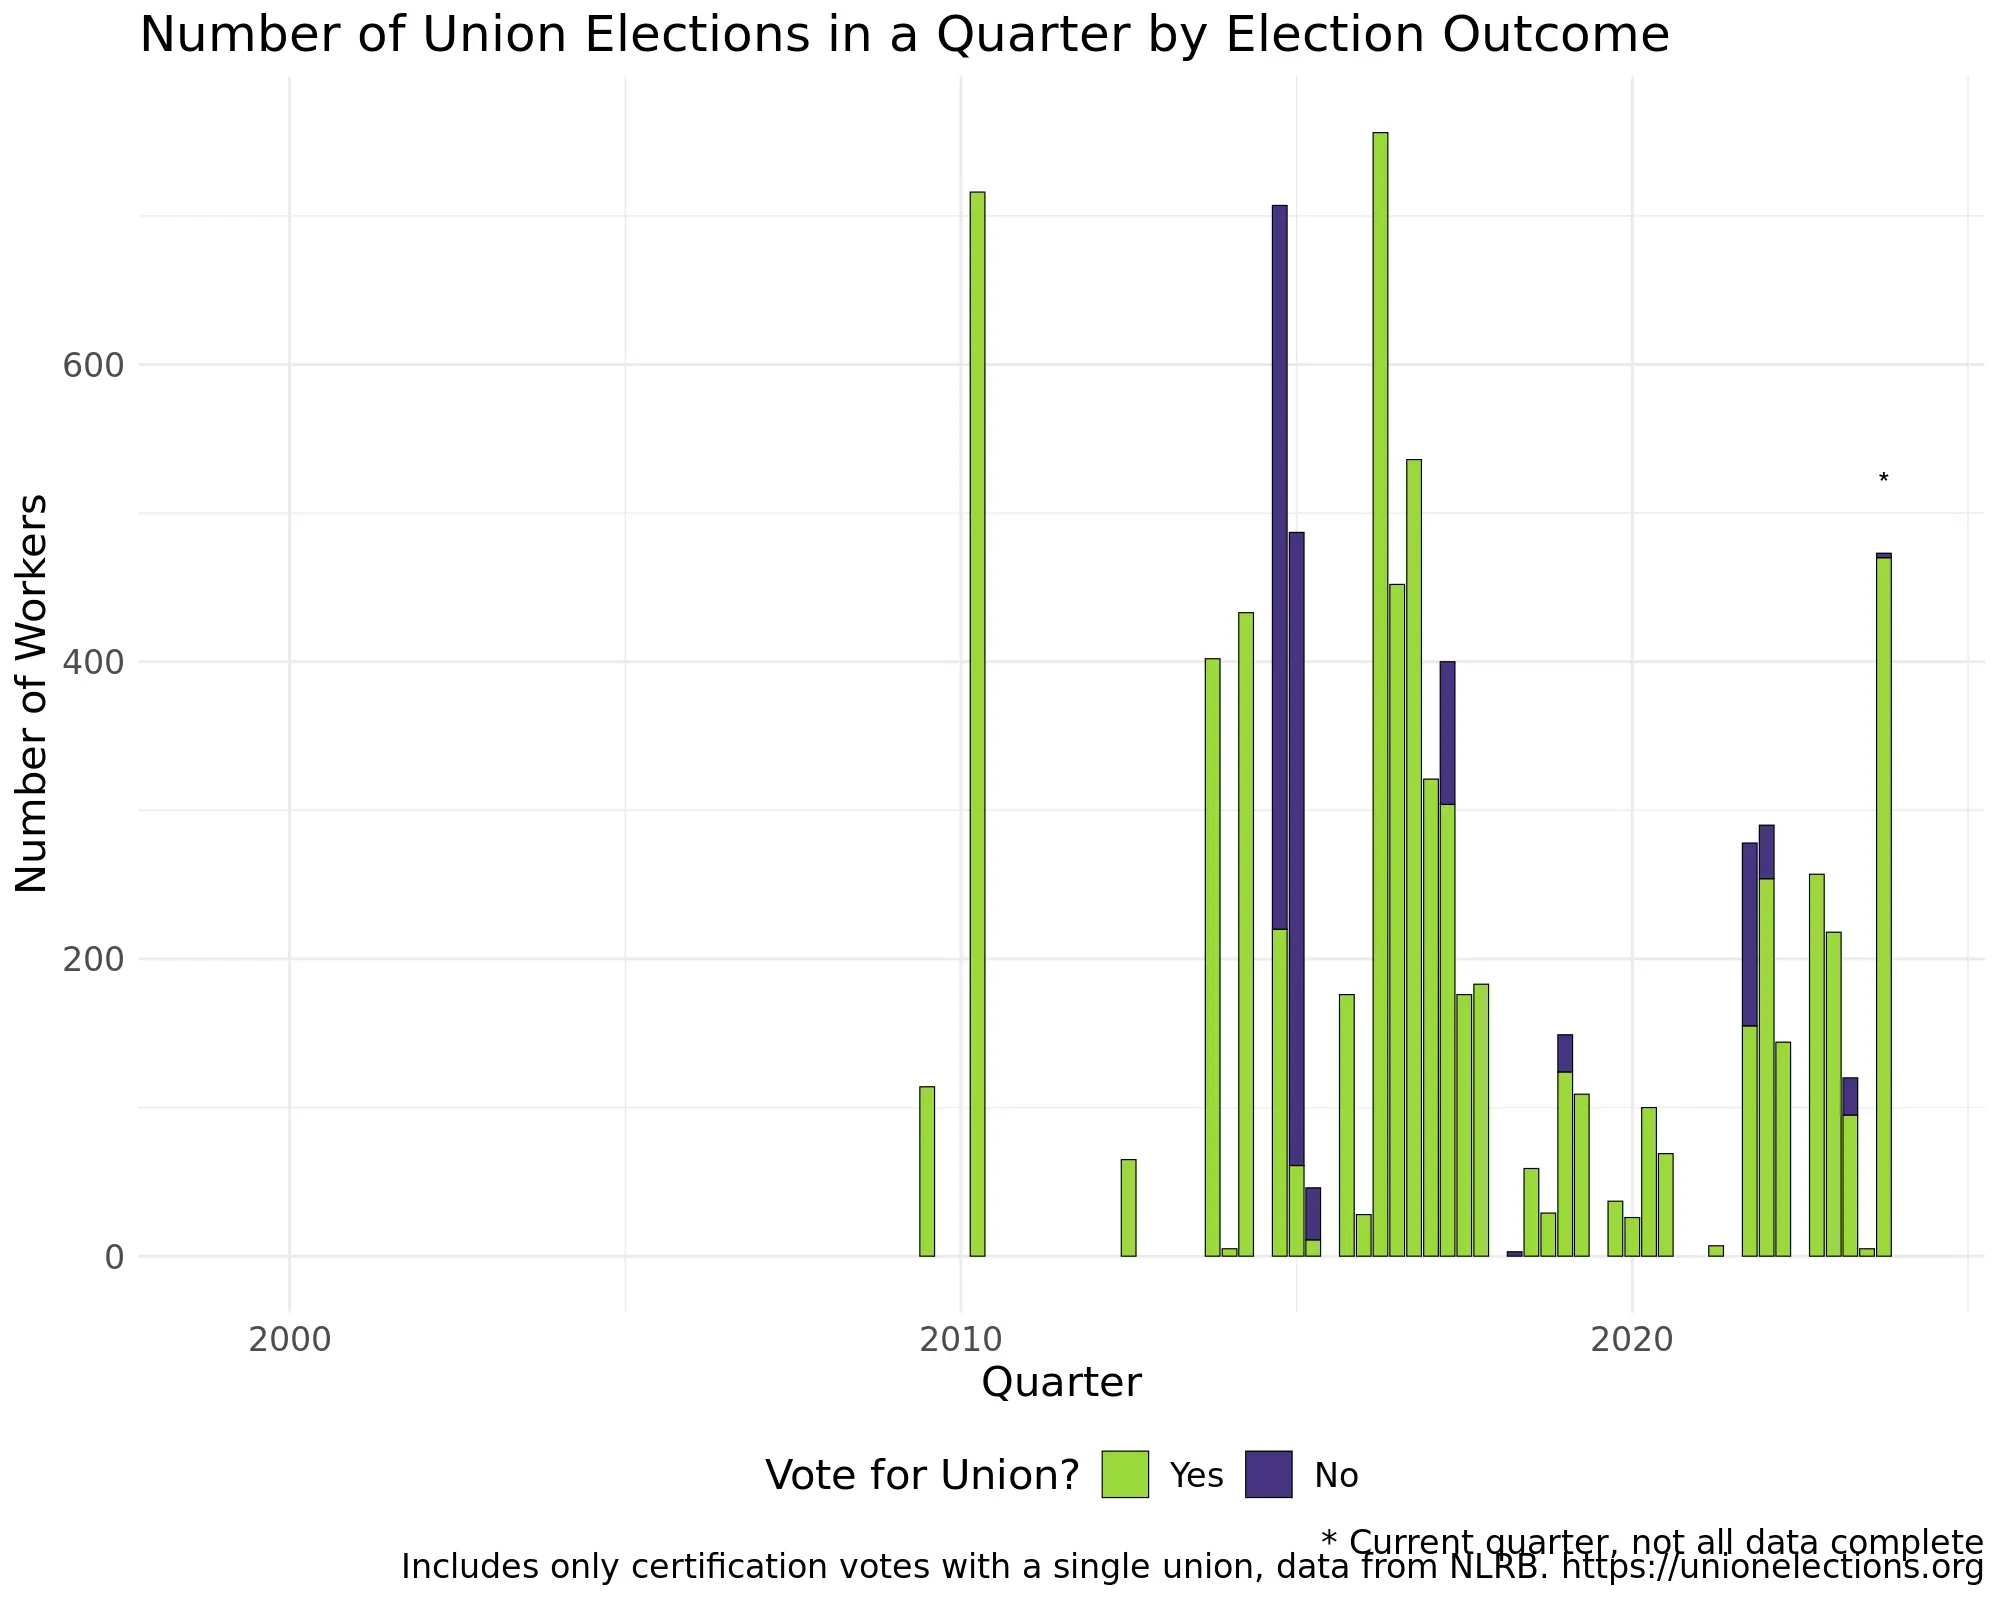 Number of Union Elections in a Quarter by Election Outcome
Number of Workers
600
400
200
0
*
2000 2010 2020
Quarter
Vote for Union? Yes No
* Current quarter, not all data complete
Includes only certification votes with a single union, data from NLRB. https://unionelections.org